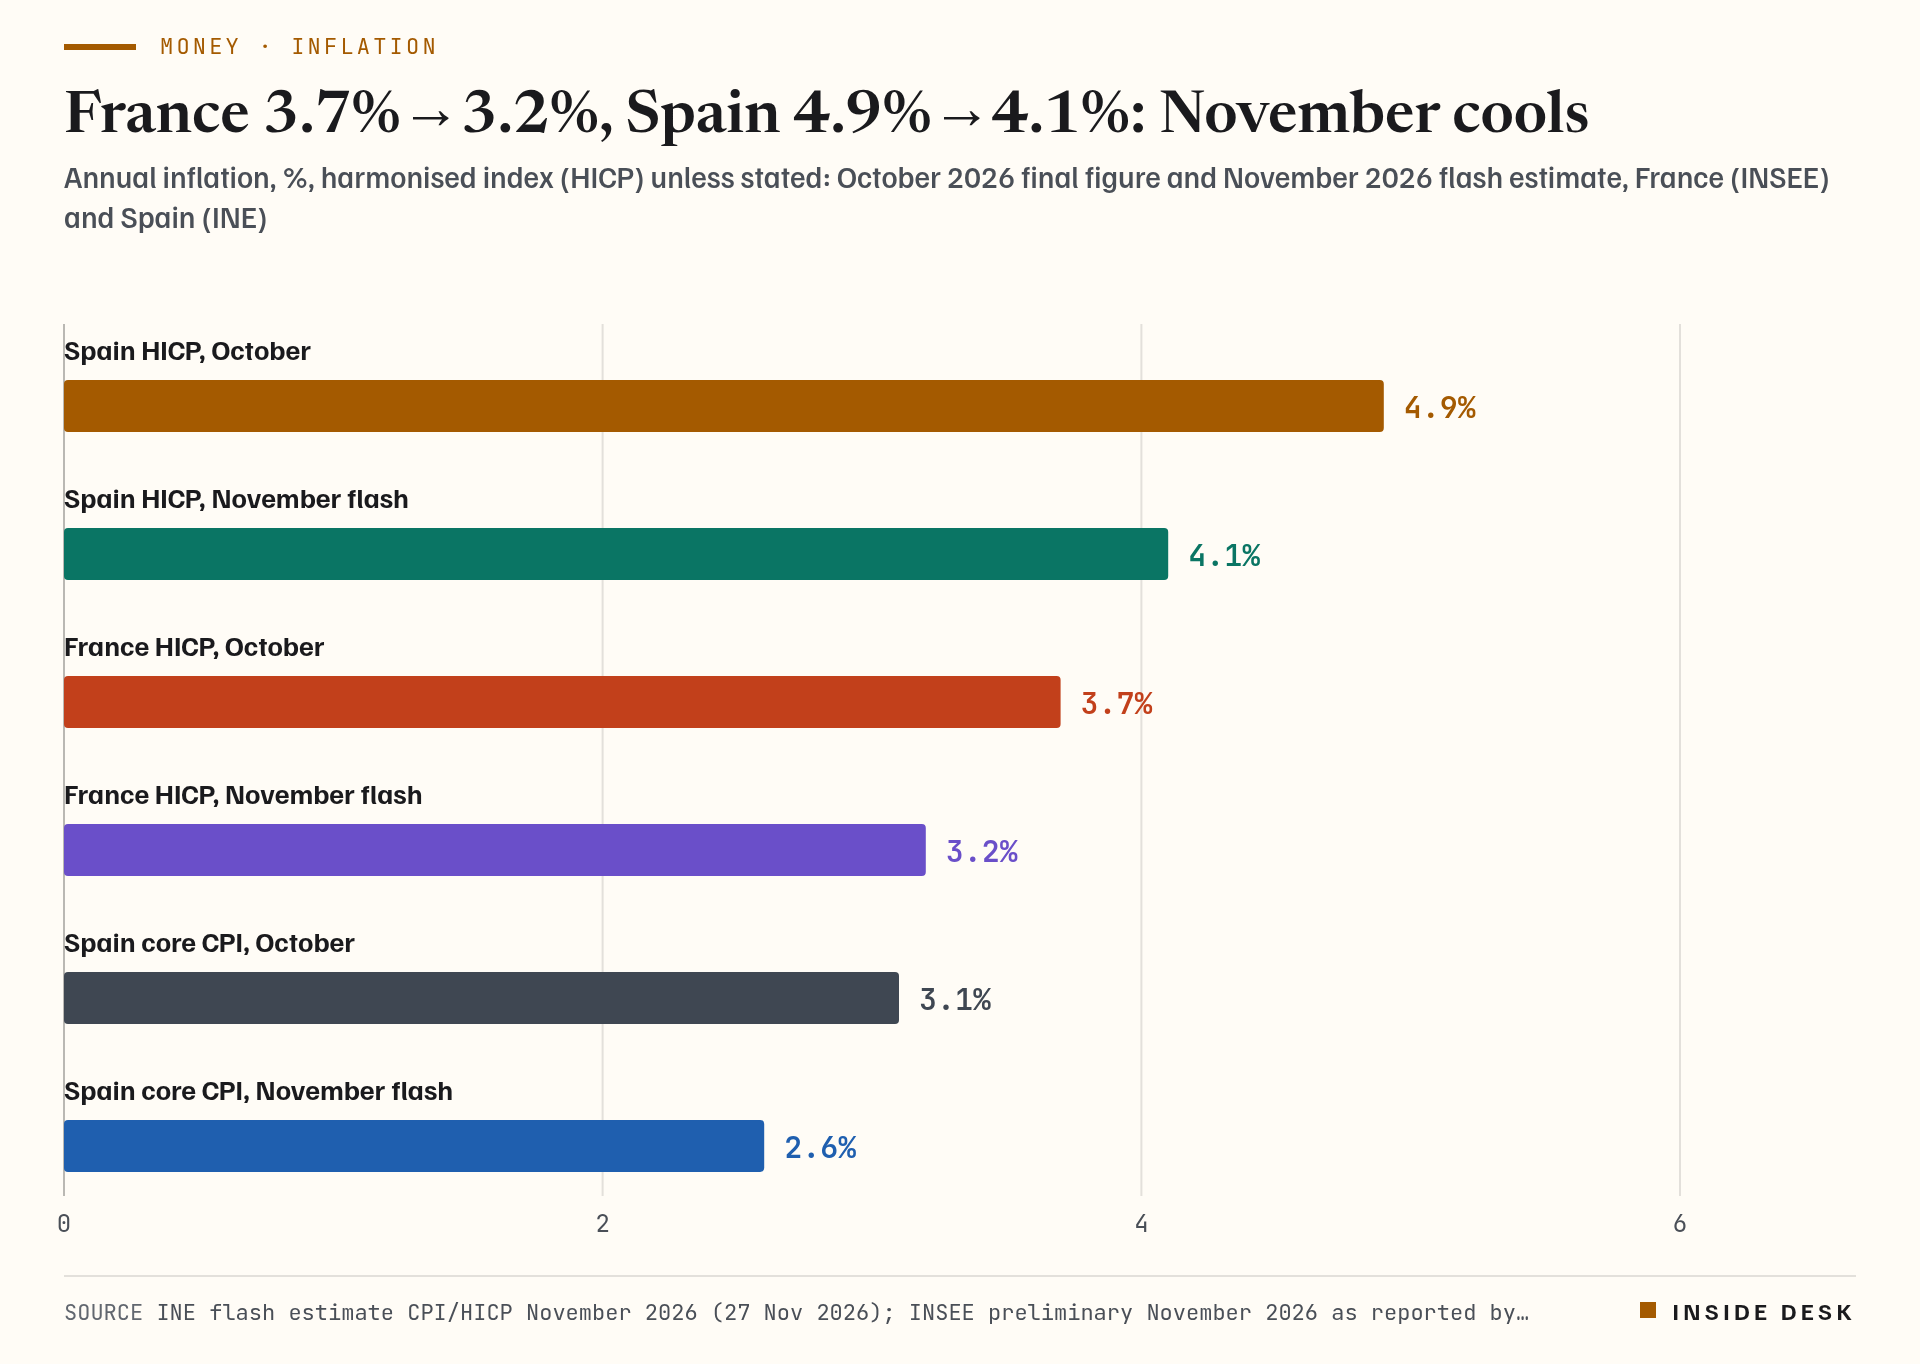 MONEY · INFLATION
France 3.7%→3.2%, Spain 4.9%→4.1%: November cools
Annual inflation, %, harmonised index (HICP) unless stated: October 2026 final figure and November 2026 flash estimate, France (INSEE)
and Spain (INE)
Spain HICP, October
4.9%
Spain HICP, November flash
4.1%
France HICP, October
3.7%
France HICP, November flash
3.2%
Spain core CPI, October
3.1%
Spain core CPI, November flash
2.6%
0 2 4 6
SOURCE INE flash estimate CPI/HICP November 2026 (27 Nov 2026); INSEE preliminary November 2026 as reported by…
INSIDE DESK